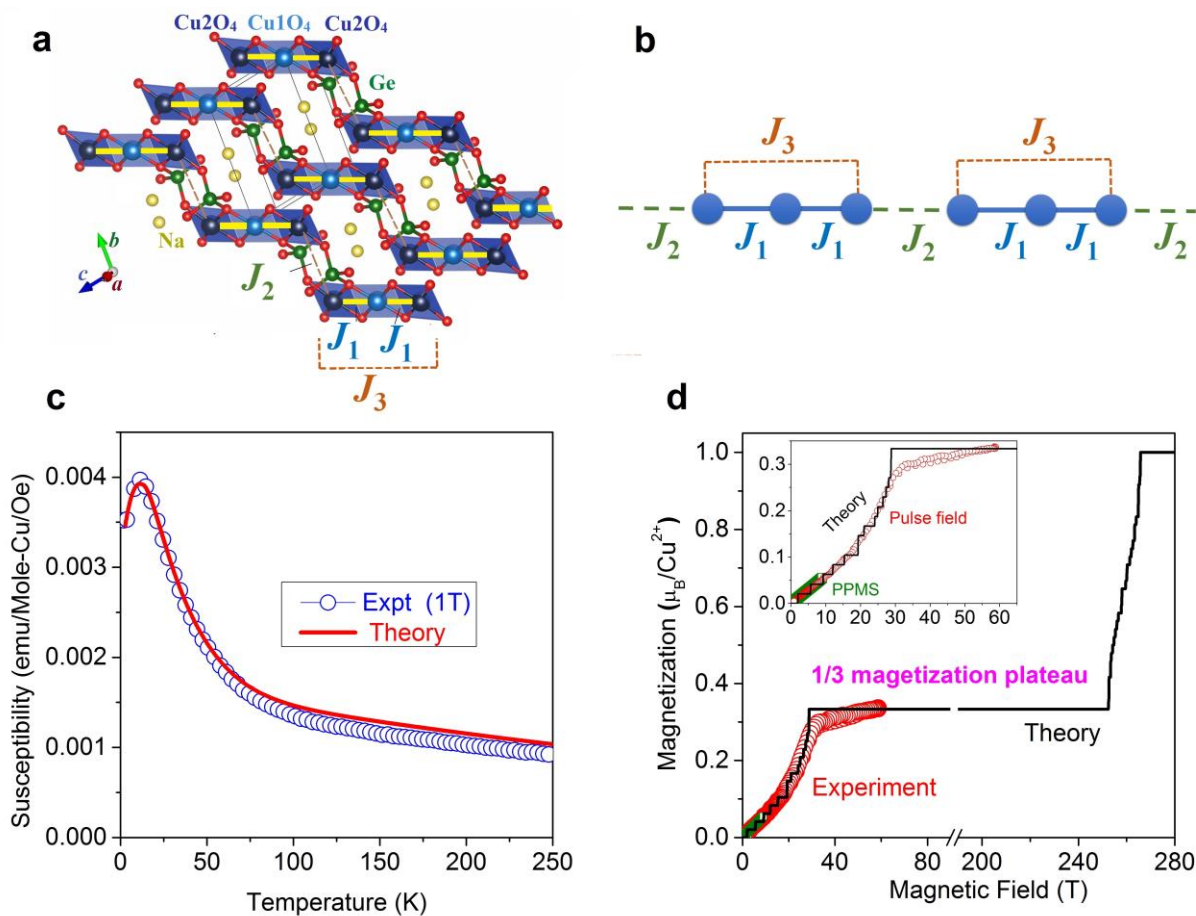 a
Cu2O₄ Cu1O₄ Cu2O₄
Ge
Na
b
c
a
J₂
J₁ J₁
J₃
b
J₃ J₃
J₂ J₁ J₁ J₂ J₁ J₁ J₂
c
Susceptibility (emu/Mole-Cu/Oe)
0.004
0.003
0.002
0.001
0.000
Expt (1T)
Theory
0 50 100 150 200 250
Temperature (K)
d
Magnetization (μB/Cu²⁺)
1.0
0.8
0.6
0.4
0.2
0.0
0.3
0.2
0.1
0.0
Theory
Pulse field
PPMS
0 10 20 30 40 50 60
1/3 magetization plateau
Theory
Experiment
0 40 80 200 240 280
Magnetic Field (T)